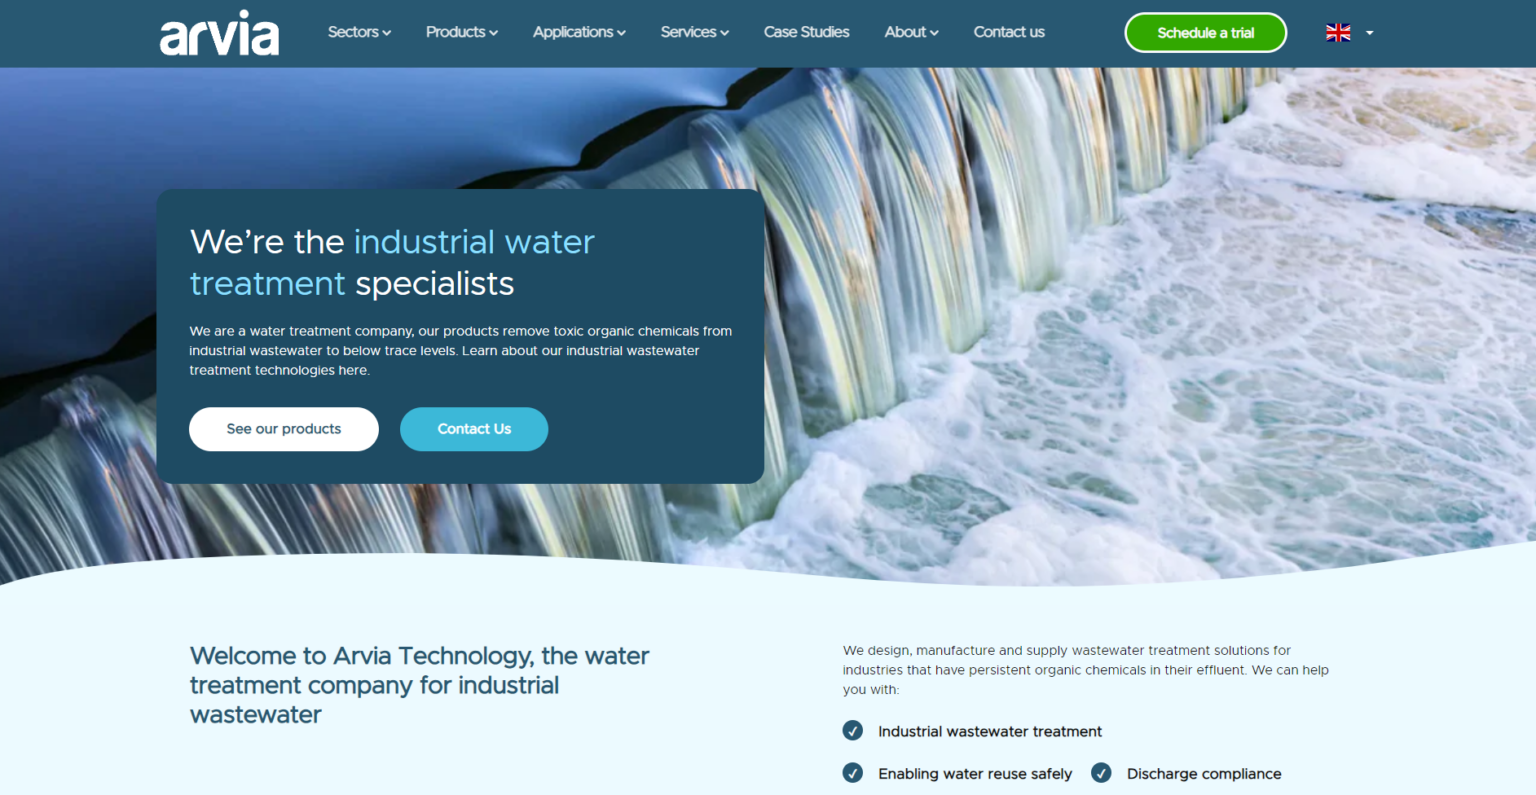 arvia
Sectors Products Applications Services Case Studies About Contact us Schedule a trial
We’re the industrial water
treatment specialists
We are a water treatment company, our products remove toxic organic chemicals from
industrial wastewater to below trace levels. Learn about our industrial wastewater
treatment technologies here.
See our products Contact Us
Welcome to Arvia Technology, the water
treatment company for industrial
wastewater
We design, manufacture and supply wastewater treatment solutions for
industries that have persistent organic chemicals in their effluent. We can help
you with:
Industrial wastewater treatment
Enabling water reuse safely Discharge compliance